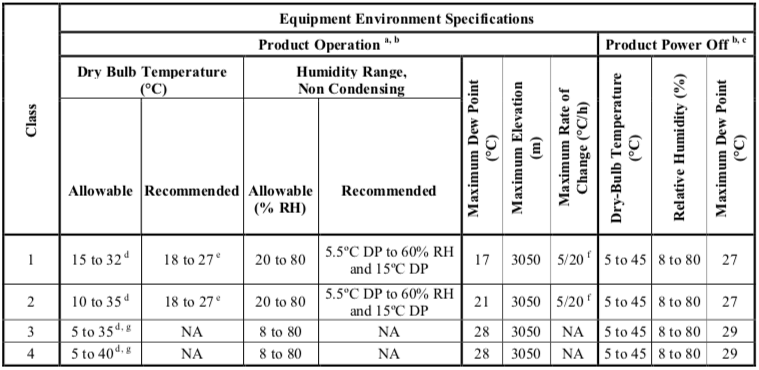 Equipment Environment Specifications
Product Operation a, b Product Power Off b, c
Class
Dry Bulb Temperature (°C)
Humidity Range, Non Condensing
Maximum Dew Point (°C)
Maximum Elevation (m)
Maximum Rate of Change (°C/h)
Dry-Bulb Temperature (°C)
Relative Humidity (%)
Maximum Dew Point (°C)
Allowable Recommended Allowable (% RH) Recommended
1 15 to 32 d 18 to 27 e 20 to 80 5.5°C DP to 60% RH and 15°C DP 17 3050 5/20 f 5 to 45 8 to 80 27
2 10 to 35 d 18 to 27 e 20 to 80 5.5°C DP to 60% RH and 15°C DP 21 3050 5/20 f 5 to 45 8 to 80 27
3 5 to 35 d, g NA 8 to 80 NA 28 3050 NA 5 to 45 8 to 80 29
4 5 to 40 d, g NA 8 to 80 NA 28 3050 NA 5 to 45 8 to 80 29